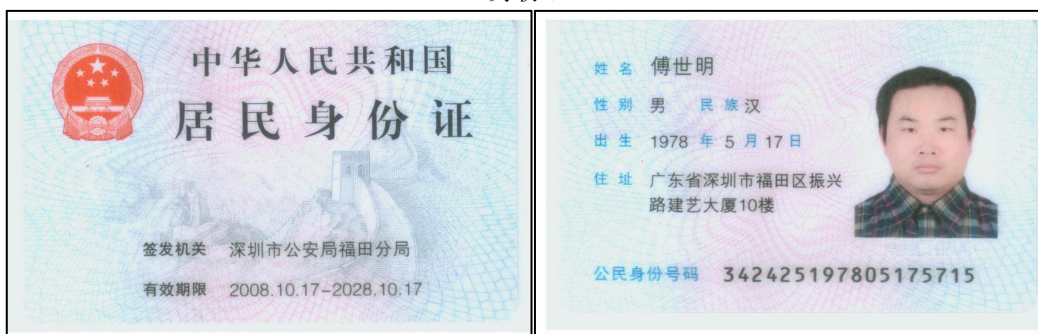 中华人民共和国
居民身份证
签发机关 深圳市公安局福田分局
有效期限 2008.10.17-2028.10.17
姓名 傅世明
性别 男 民族 汉
出生 1978 年 5 月 17 日
住址 广东省深圳市福田区振兴
路建艺大厦10楼
公民身份号码 342425197805175715